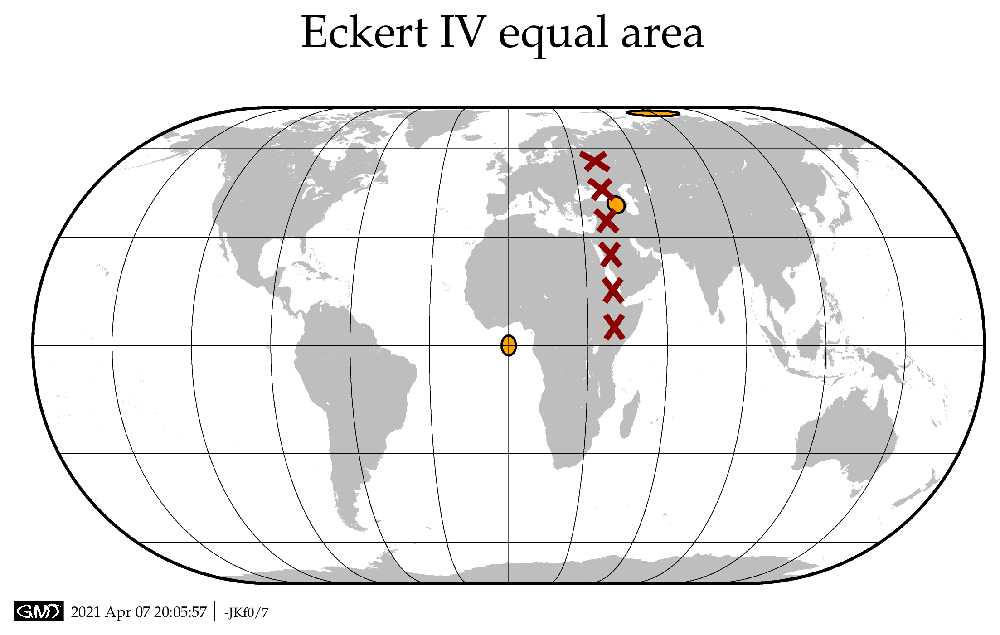 Eckert IV equal area
GMT 2021 Apr 07 20:05:57 -JKf0/7